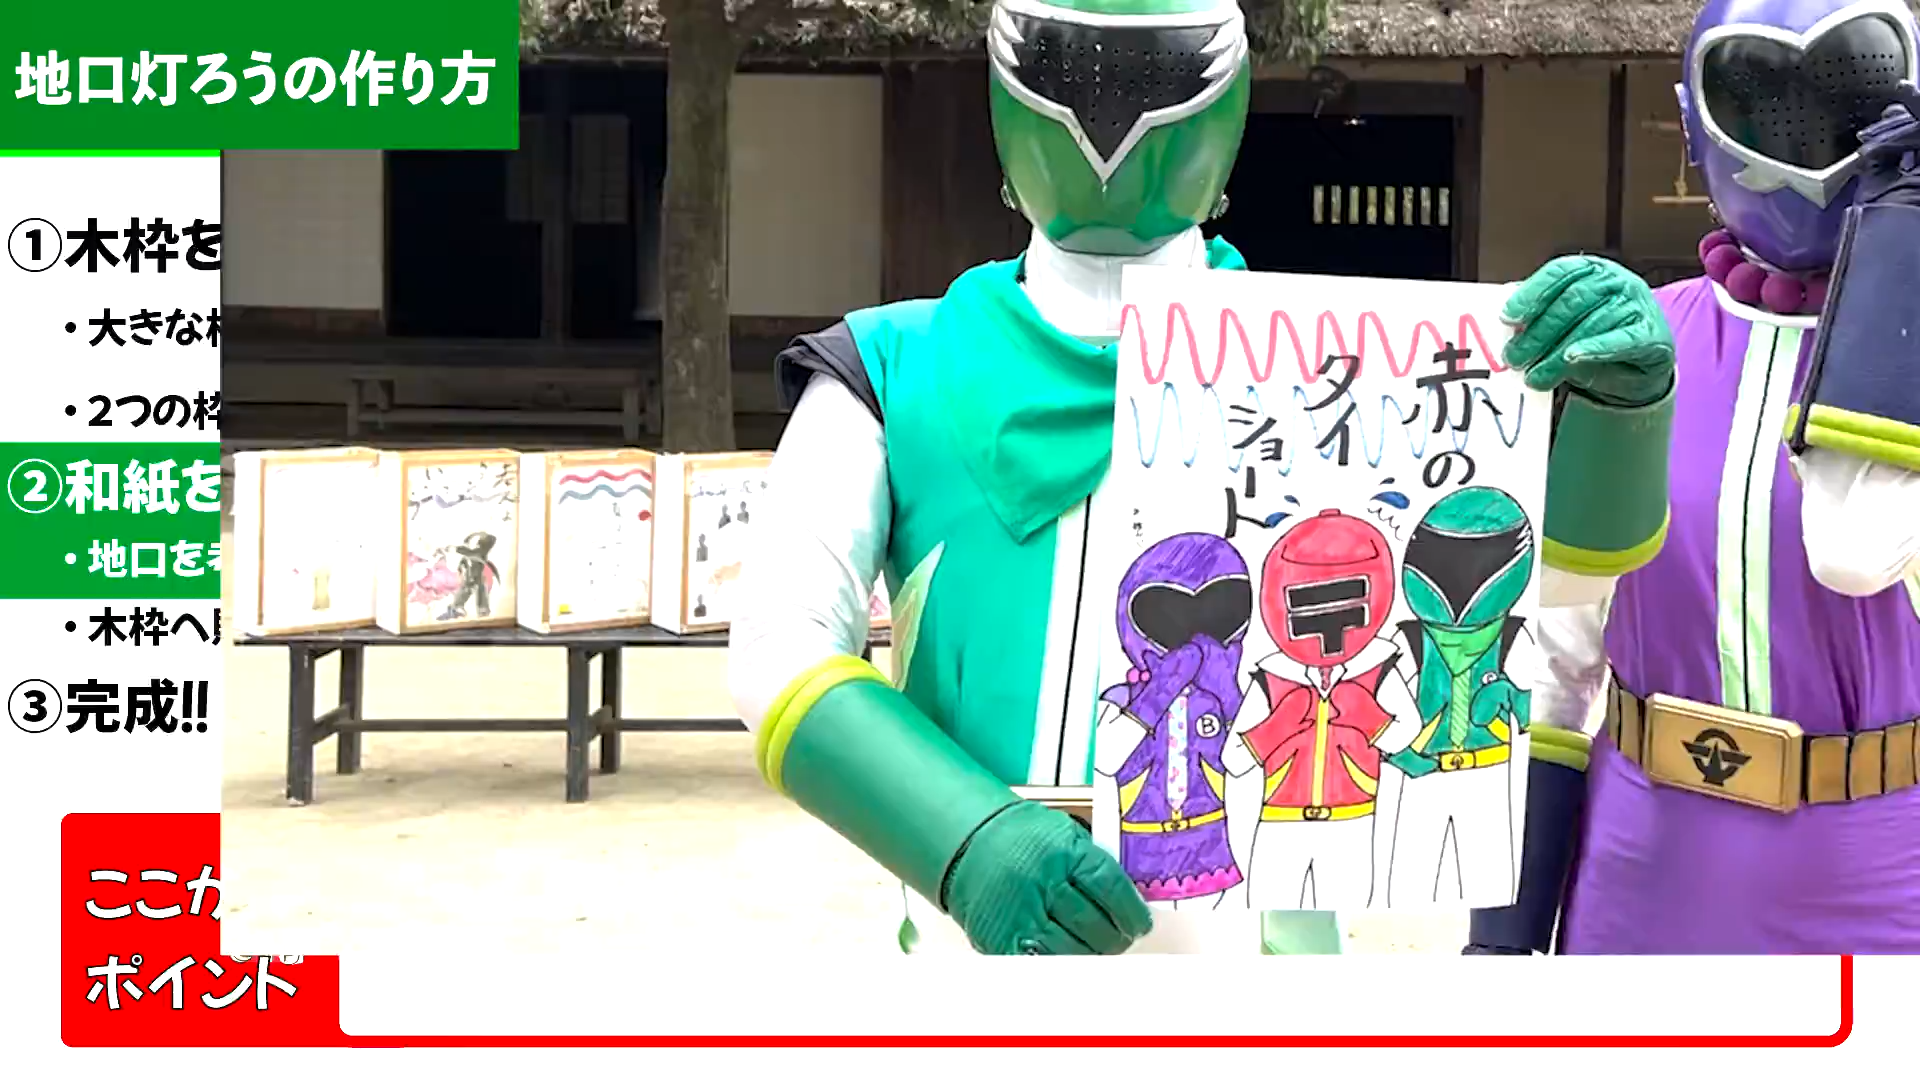 地口灯ろうの作り方
①木枠を
・大きな
・2つの枠
②和紙を
・地口を
・木枠へ
③完成!!
ここが
ポイント
赤の
タイ
ショート
B